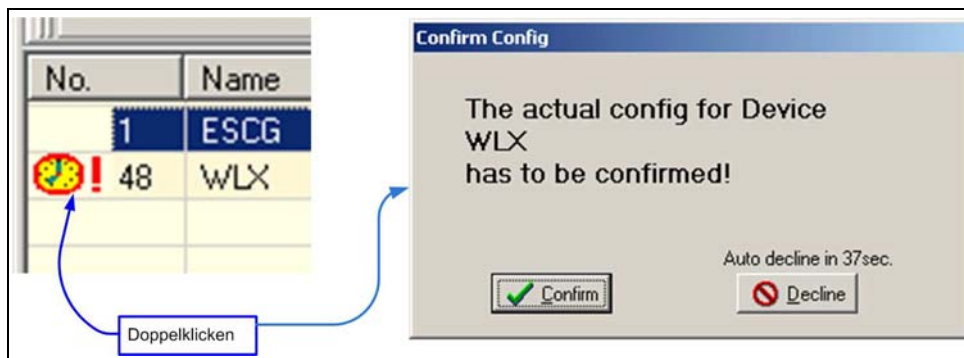 No. Name
1 ESCG
48 WLX
Doppelklicken
Confirm Config
The actual config for Device
WLX
has to be confirmed!
Auto decline in 37sec.
Confirm
Decline